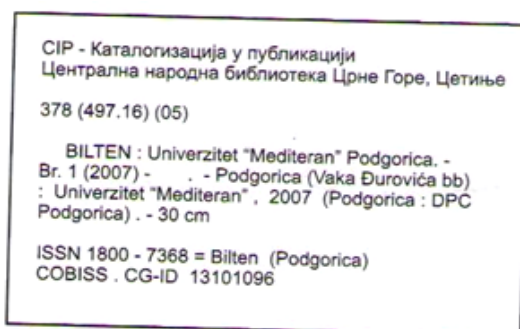 CIP - Каталогизација у публикацији
Централна народна библиотека Црне Горе, Цетиње
378 (497.16) (05)
BILTEN : Univerzitet "Mediteran" Podgorica. -
Br. 1 (2007) -     . - Podgorica (Vaka Đurovića bb)
: Univerzitet "Mediteran" , 2007 (Podgorica : DPC
Podgorica) . - 30 cm
ISSN 1800 - 7368 = Bilten (Podgorica)
COBISS . CG-ID 13101096